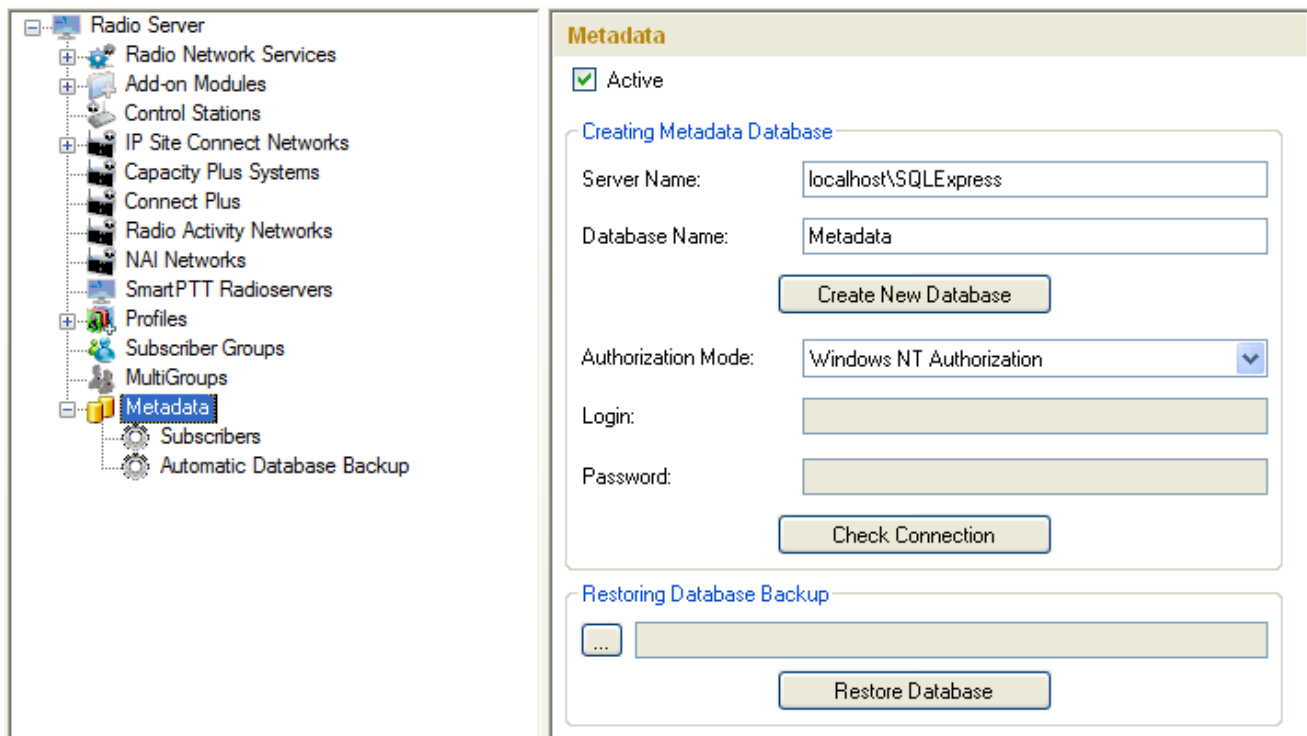 Radio Server
Radio Network Services
Add-on Modules
Control Stations
IP Site Connect Networks
Capacity Plus Systems
Connect Plus
Radio Activity Networks
NAI Networks
SmartPTT Radioservers
Profiles
Subscriber Groups
MultiGroups
Metadata
Subscribers
Automatic Database Backup
Metadata
Active
Creating Metadata Database
Server Name: localhost\SQLExpress
Database Name: Metadata
Create New Database
Authorization Mode: Windows NT Authorization
Login:
Password:
Check Connection
Restoring Database Backup
...
Restore Database